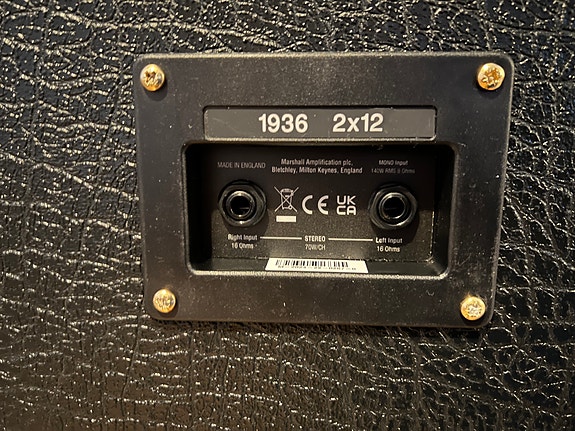 1936 2x12
MADE IN ENGLAND
Marshall Amplification plc,
Bletchley, Milton Keynes, England
MONO Input
140W RMS 8 Ohms
CE
UK
CA
Right Input
16 Ohms
STEREO
70W/CH
Left Input
16 Ohms